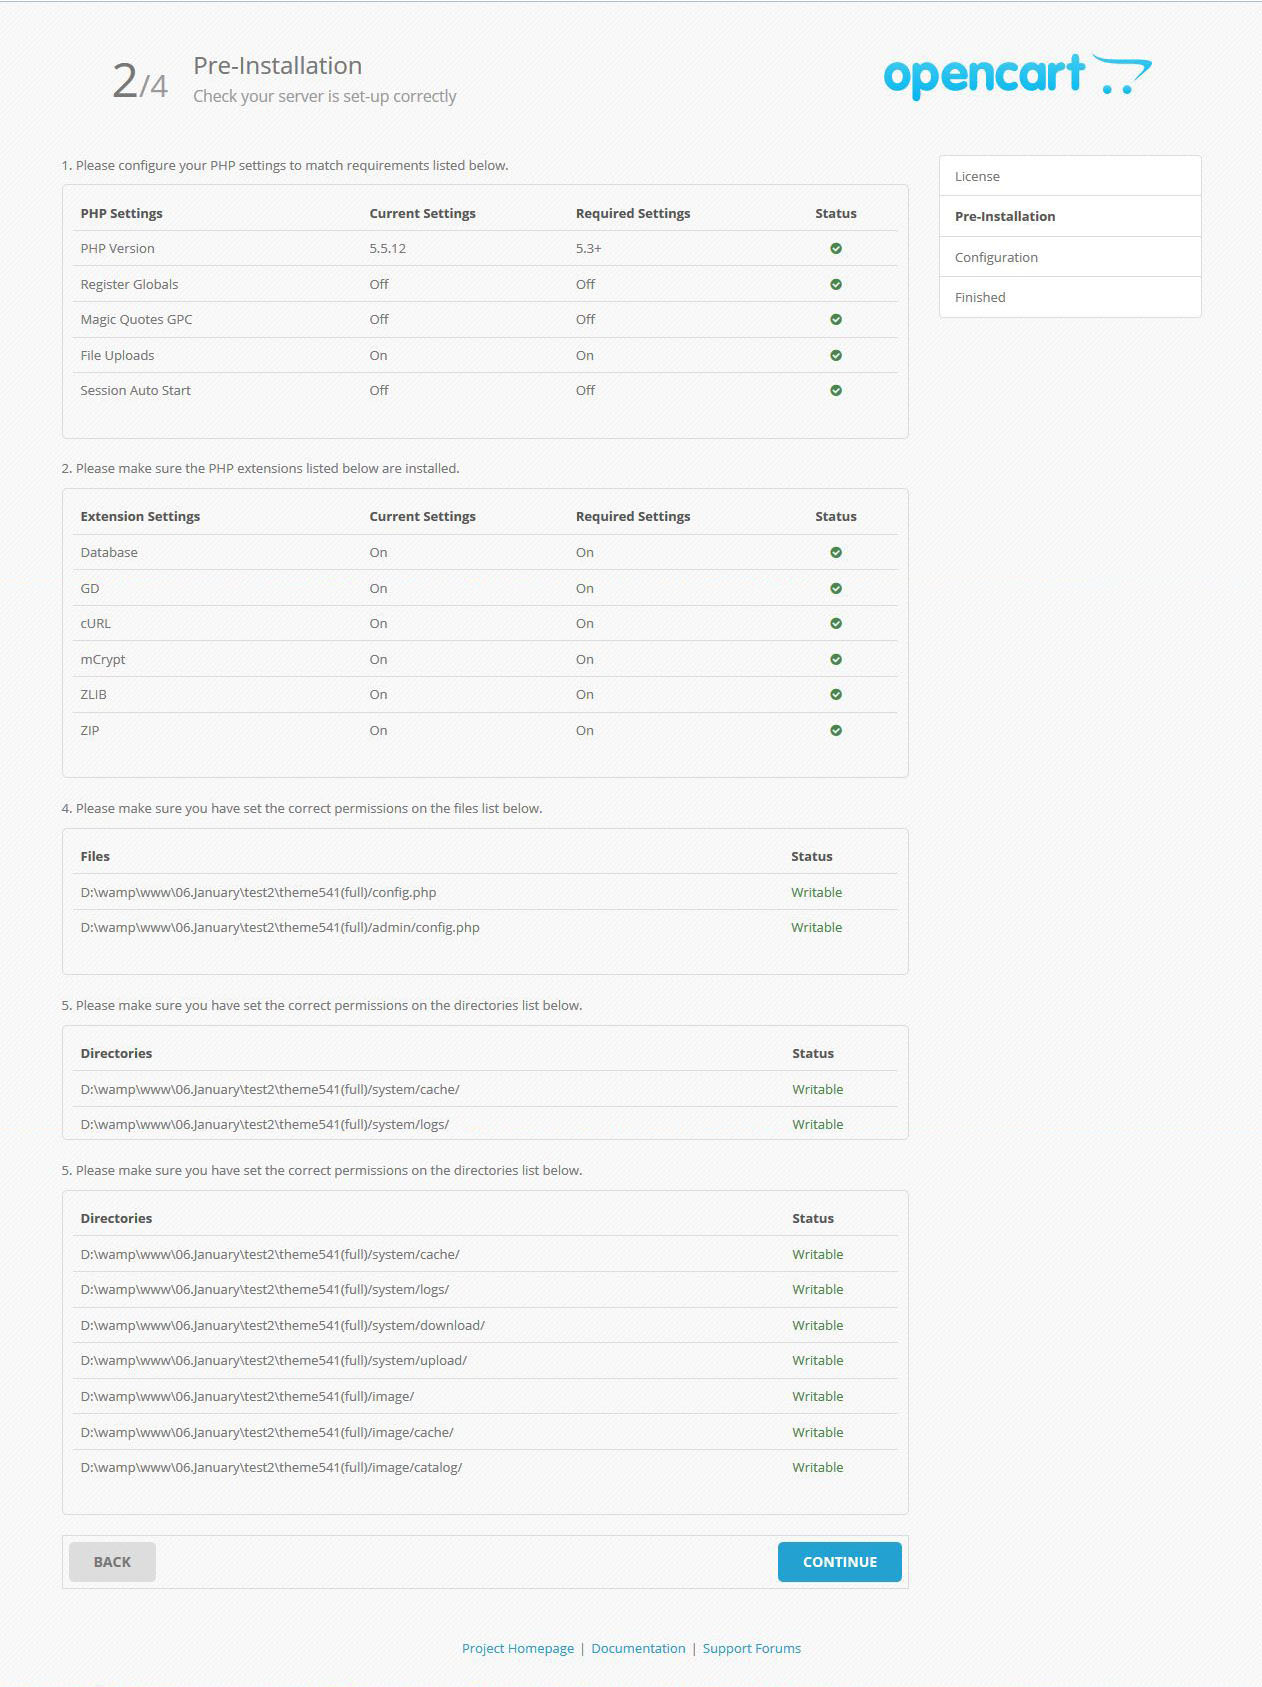 2/4
Pre-Installation
Check your server is set-up correctly
opencart
1. Please configure your PHP settings to match requirements listed below.
PHP Settings Current Settings Required Settings Status
PHP Version 5.5.12 5.3+
Register Globals Off Off
Magic Quotes GPC Off Off
File Uploads On On
Session Auto Start Off Off
License
Pre-Installation
Configuration
Finished
2. Please make sure the PHP extensions listed below are installed.
Extension Settings Current Settings Required Settings Status
Database On On
GD On On
cURL On On
mCrypt On On
ZLIB On On
ZIP On On
4. Please make sure you have set the correct permissions on the files list below.
Files Status
D:\wamp\www\06.January\test2\theme541(full)/config.php Writable
D:\wamp\www\06.January\test2\theme541(full)/admin/config.php Writable
5. Please make sure you have set the correct permissions on the directories list below.
Directories Status
D:\wamp\www\06.January\test2\theme541(full)/system/cache/ Writable
D:\wamp\www\06.January\test2\theme541(full)/system/logs/ Writable
5. Please make sure you have set the correct permissions on the directories list below.
Directories Status
D:\wamp\www\06.January\test2\theme541(full)/system/cache/ Writable
D:\wamp\www\06.January\test2\theme541(full)/system/logs/ Writable
D:\wamp\www\06.January\test2\theme541(full)/system/download/ Writable
D:\wamp\www\06.January\test2\theme541(full)/system/upload/ Writable
D:\wamp\www\06.January\test2\theme541(full)/image/ Writable
D:\wamp\www\06.January\test2\theme541(full)/image/cache/ Writable
D:\wamp\www\06.January\test2\theme541(full)/image/catalog/ Writable
BACK CONTINUE
Project Homepage | Documentation | Support Forums